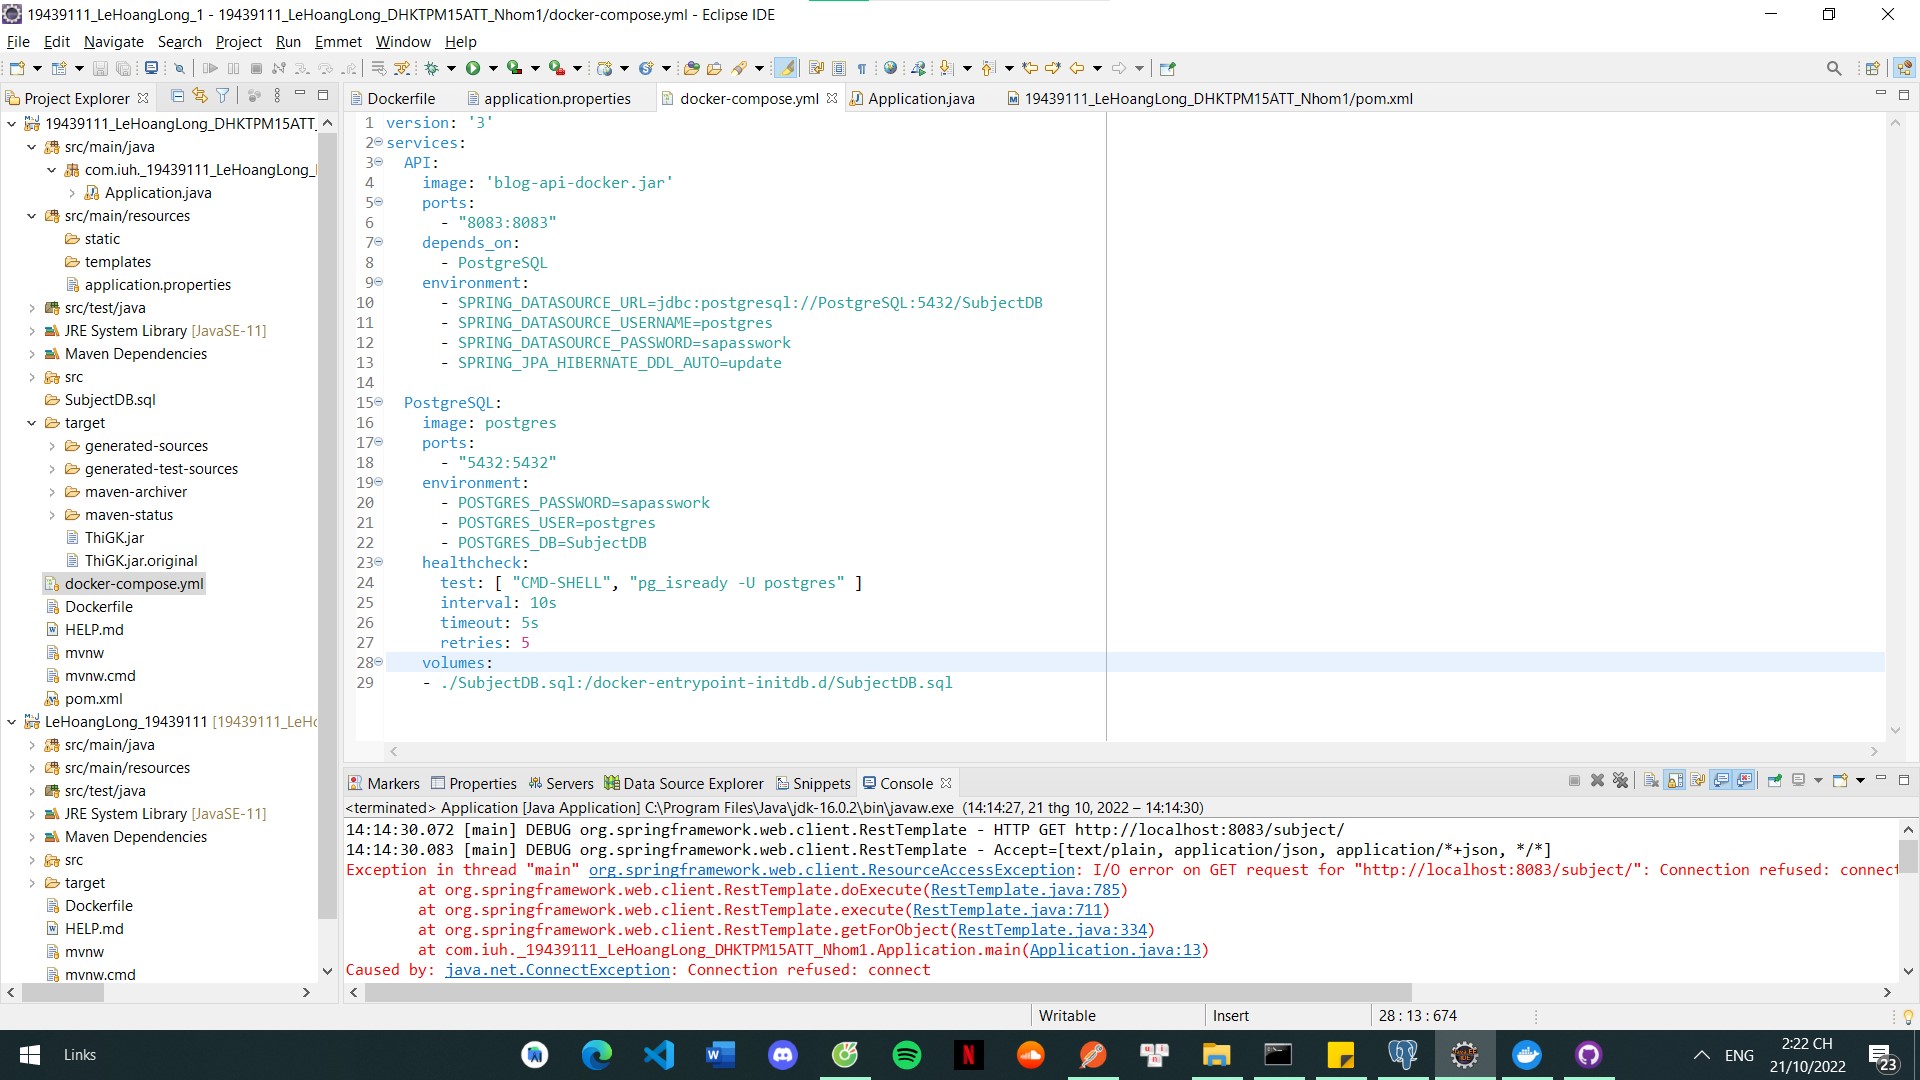 19439111_LeHoangLong_1 - 19439111_LeHoangLong_DHKTPM15ATT_Nhom1/docker-compose.yml - Eclipse IDE
File Edit Navigate Search Project Run Emmet Window Help
Project Explorer
19439111_LeHoangLong_DHKTPM15ATT_
src/main/java
com.iuh._19439111_LeHoangLong_
Application.java
src/main/resources
static
templates
application.properties
src/test/java
JRE System Library [JavaSE-11]
Maven Dependencies
src
SubjectDB.sql
target
generated-sources
generated-test-sources
maven-archiver
maven-status
ThiGK.jar
ThiGK.jar.original
docker-compose.yml
Dockerfile
HELP.md
mvnw
mvnw.cmd
pom.xml
LeHoangLong_19439111 [19439111_LeHo
src/main/java
src/main/resources
src/test/java
JRE System Library [JavaSE-11]
Maven Dependencies
src
target
Dockerfile
HELP.md
mvnw
mvnw.cmd
Dockerfile application.properties docker-compose.yml Application.java 19439111_LeHoangLong_DHKTPM15ATT_Nhom1/pom.xml
1 version: '3'
2 services:
3 API:
4 image: 'blog-api-docker.jar'
5 ports:
6 - "8083:8083"
7 depends_on:
8 - PostgreSQL
9 environment:
10 - SPRING_DATASOURCE_URL=jdbc:postgresql://PostgreSQL:5432/SubjectDB
11 - SPRING_DATASOURCE_USERNAME=postgres
12 - SPRING_DATASOURCE_PASSWORD=sapasswork
13 - SPRING_JPA_HIBERNATE_DDL_AUTO=update
14
15 PostgreSQL:
16 image: postgres
17 ports:
18 - "5432:5432"
19 environment:
20 - POSTGRES_PASSWORD=sapasswork
21 - POSTGRES_USER=postgres
22 - POSTGRES_DB=SubjectDB
23 healthcheck:
24 test: [ "CMD-SHELL", "pg_isready -U postgres" ]
25 interval: 10s
26 timeout: 5s
27 retries: 5
28 volumes:
29 - ./SubjectDB.sql:/docker-entrypoint-initdb.d/SubjectDB.sql
Markers Properties Servers Data Source Explorer Snippets Console
<terminated> Application [Java Application] C:\Program Files\Java\jdk-16.0.2\bin\javaw.exe (14:14:27, 21 thg 10, 2022 – 14:14:30)
14:14:30.072 [main] DEBUG org.springframework.web.client.RestTemplate - HTTP GET http://localhost:8083/subject/
14:14:30.083 [main] DEBUG org.springframework.web.client.RestTemplate - Accept=[text/plain, application/json, application/*+json, */*]
Exception in thread "main" org.springframework.web.client.ResourceAccessException: I/O error on GET request for "http://localhost:8083/subject/": Connection refused: connect
at org.springframework.web.client.RestTemplate.doExecute(RestTemplate.java:785)
at org.springframework.web.client.RestTemplate.execute(RestTemplate.java:711)
at org.springframework.web.client.RestTemplate.getForObject(RestTemplate.java:334)
at com.iuh._19439111_LeHoangLong_DHKTPM15ATT_Nhom1.Application.main(Application.java:13)
Caused by: java.net.ConnectException: Connection refused: connect
Writable Insert 28 : 13 : 674
Links
ENG
2:22 CH
21/10/2022
23